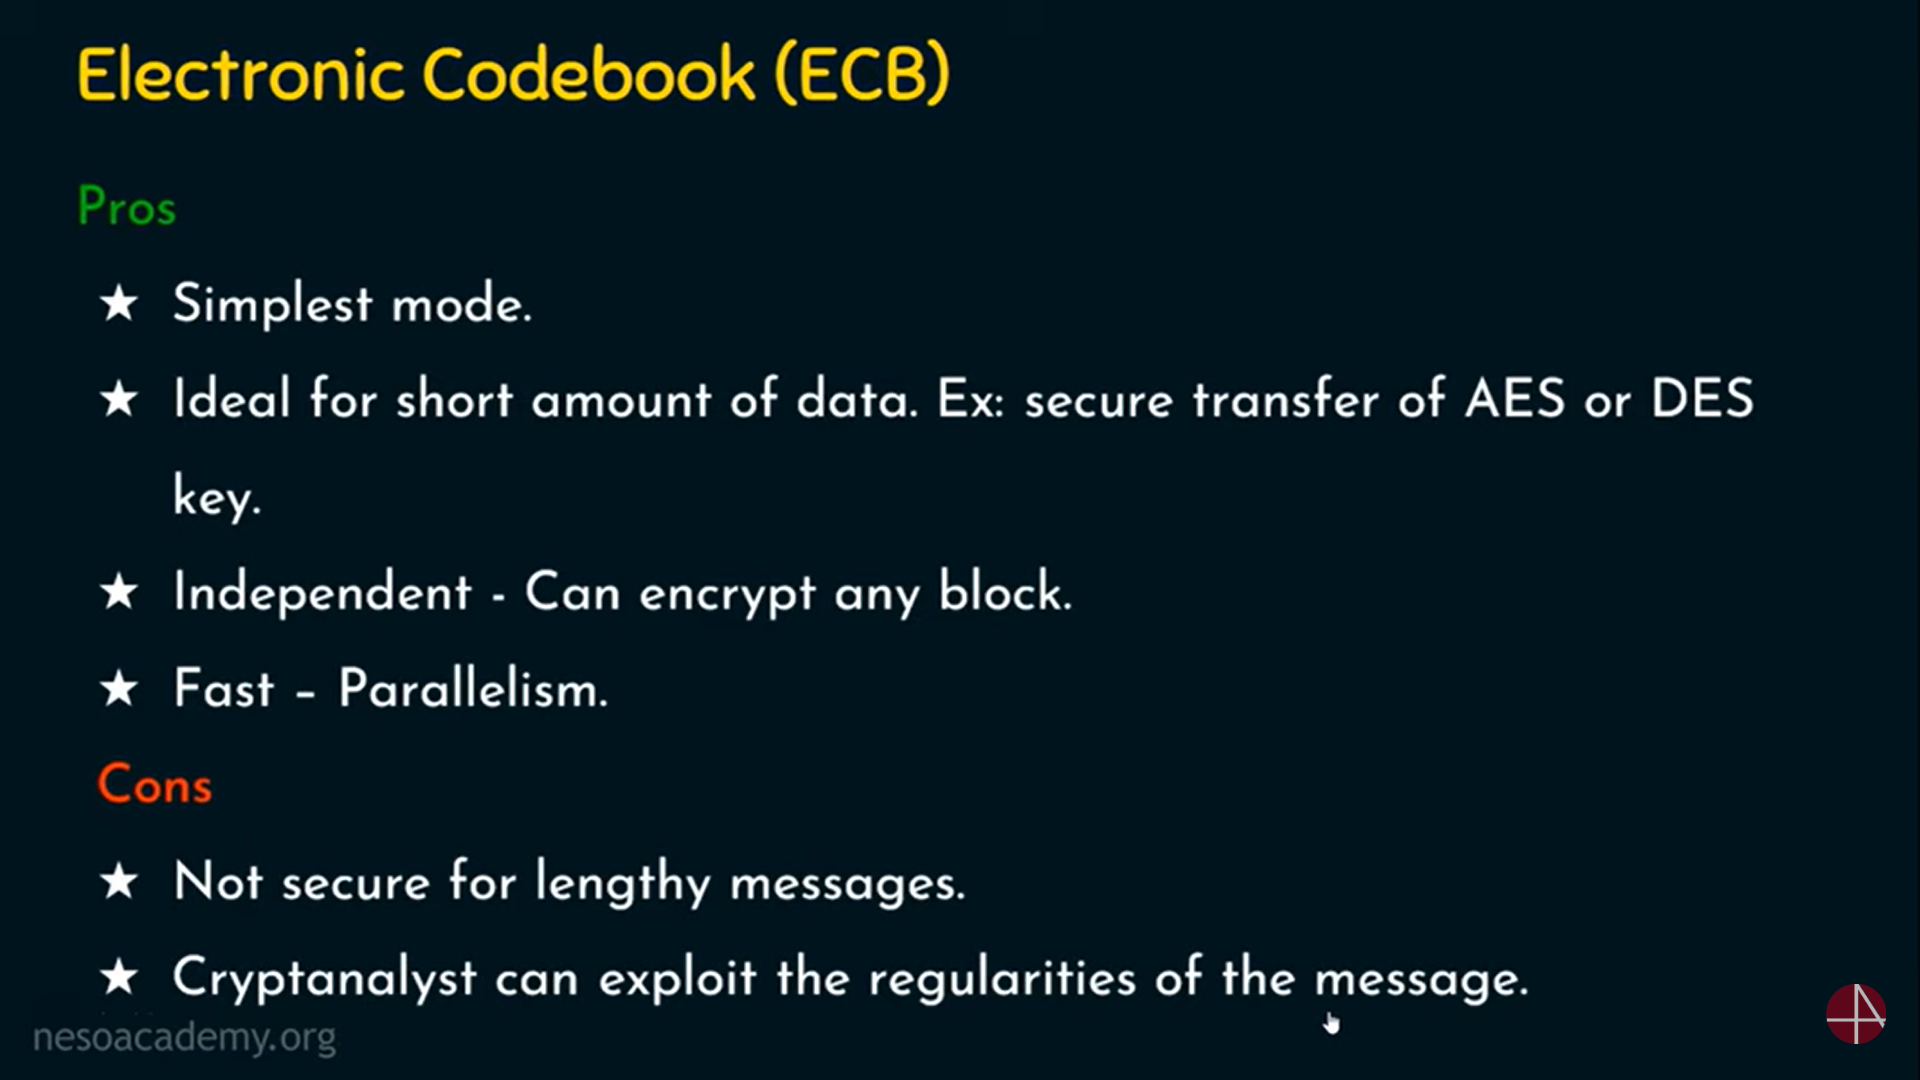 Electronic Codebook (ECB)
Pros
★ Simplest mode.
★ Ideal for short amount of data. Ex: secure transfer of AES or DES
key.
★ Independent - Can encrypt any block.
★ Fast – Parallelism.
Cons
★ Not secure for lengthy messages.
★ Cryptanalyst can exploit the regularities of the message.
nesoacademy.org